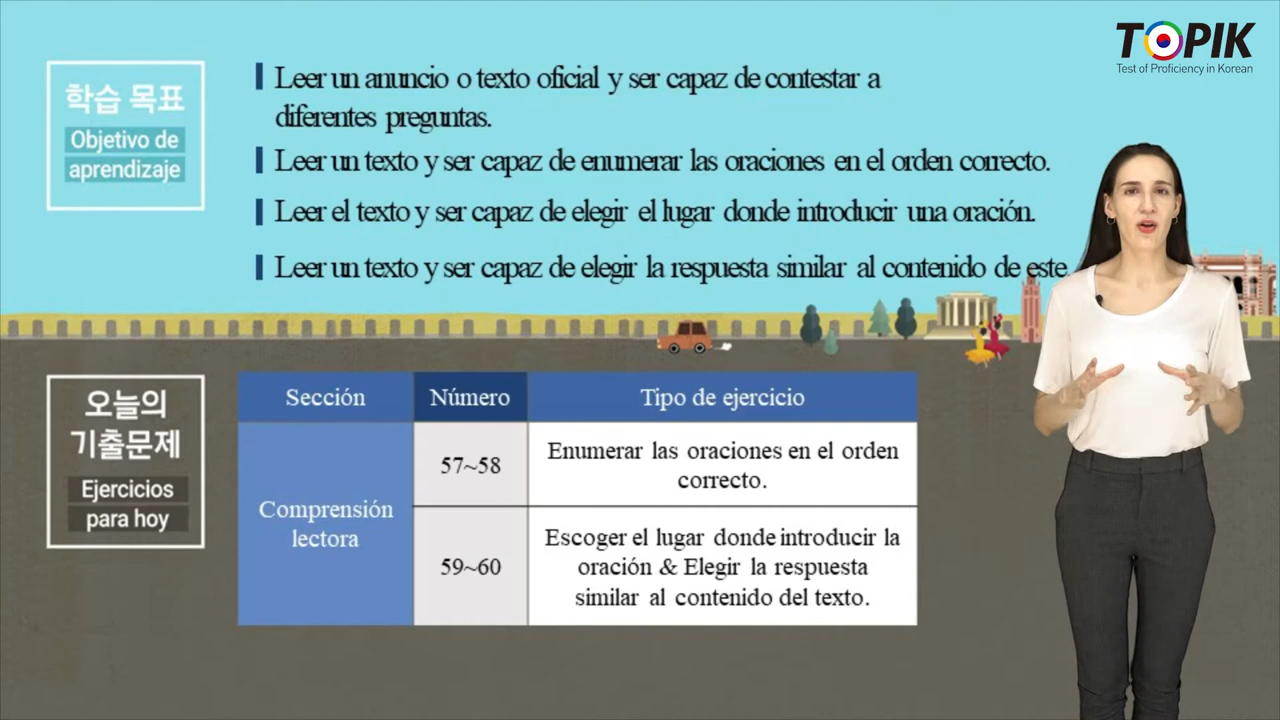 TOPIK
Test of Proficiency in Korean
학습 목표
Objetivo de
aprendizaje
Leer un anuncio o texto oficial y ser capaz de contestar a
diferentes preguntas.
Leer un texto y ser capaz de enumerar las oraciones en el orden correcto.
Leer el texto y ser capaz de elegir el lugar donde introducir una oración.
Leer un texto y ser capaz de elegir la respuesta similar al contenido de este.
오늘의
기출문제
Ejercicios
para hoy
Sección
Número
Tipo de ejercicio
Comprensión
lectora
57~58
Enumerar las oraciones en el orden
correcto.
59~60
Escoger el lugar donde introducir la
oración & Elegir la respuesta
similar al contenido del texto.